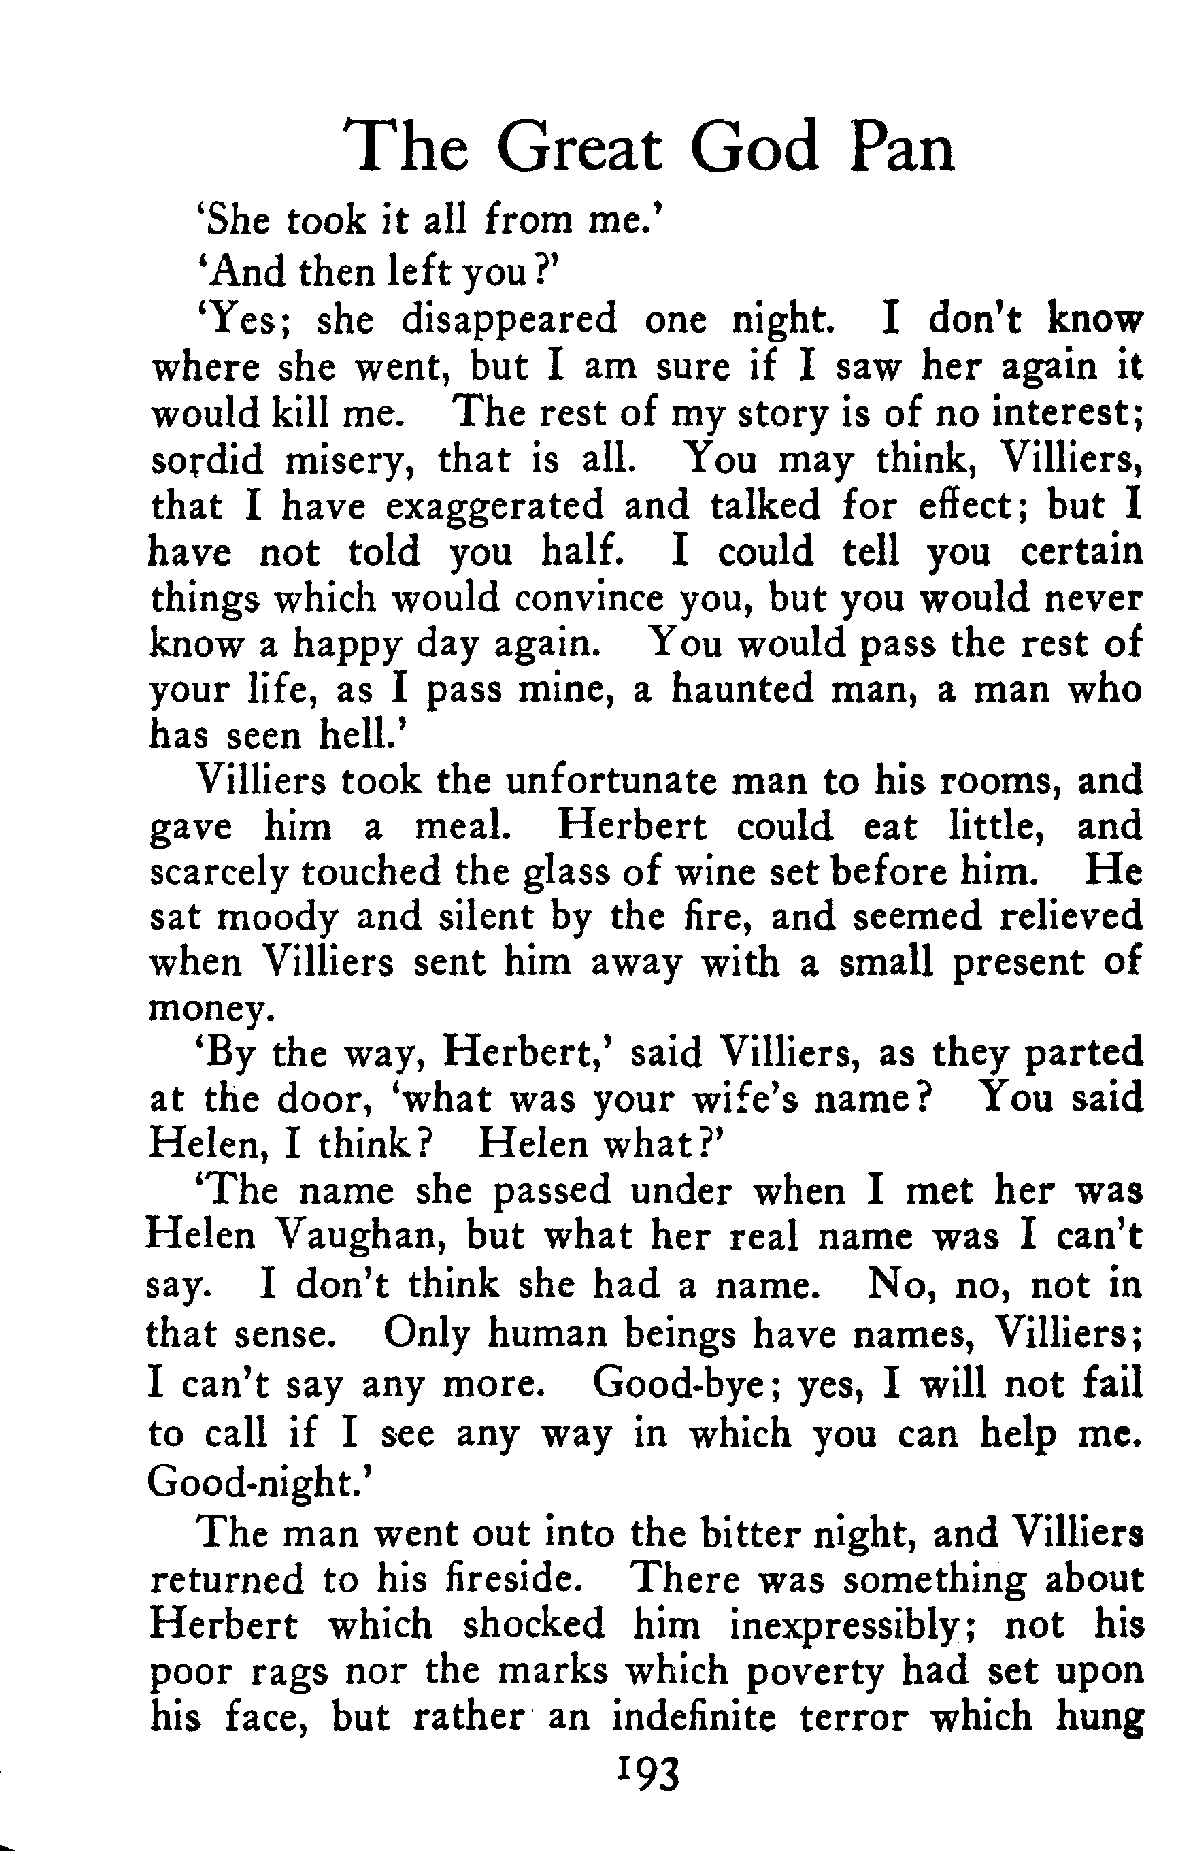 The Great God Pan
‘She took it all from me.’
‘And then left you?’
‘Yes; she disappeared one night. I don’t know
where she went, but I am sure if I saw her again it
would kill me. The rest of my story is of no interest;
sordid misery, that is all. You may think, Villiers,
that I have exaggerated and talked for effect; but I
have not told you half. I could tell you certain
things which would convince you, but you would never
know a happy day again. You would pass the rest of
your life, as I pass mine, a haunted man, a man who
has seen hell.’
Villiers took the unfortunate man to his rooms, and
gave him a meal. Herbert could eat little, and
scarcely touched the glass of wine set before him. He
sat moody and silent by the fire, and seemed relieved
when Villiers sent him away with a small present of
money.
‘By the way, Herbert,’ said Villiers, as they parted
at the door, ‘what was your wife’s name? You said
Helen, I think? Helen what?’
‘The name she passed under when I met her was
Helen Vaughan, but what her real name was I can’t
say. I don’t think she had a name. No, no, not in
that sense. Only human beings have names, Villiers;
I can’t say any more. Good-bye; yes, I will not fail
to call if I see any way in which you can help me.
Good-night.’
The man went out into the bitter night, and Villiers
returned to his fireside. There was something about
Herbert which shocked him inexpressibly; not his
poor rags nor the marks which poverty had set upon
his face, but rather an indefinite terror which hung
193